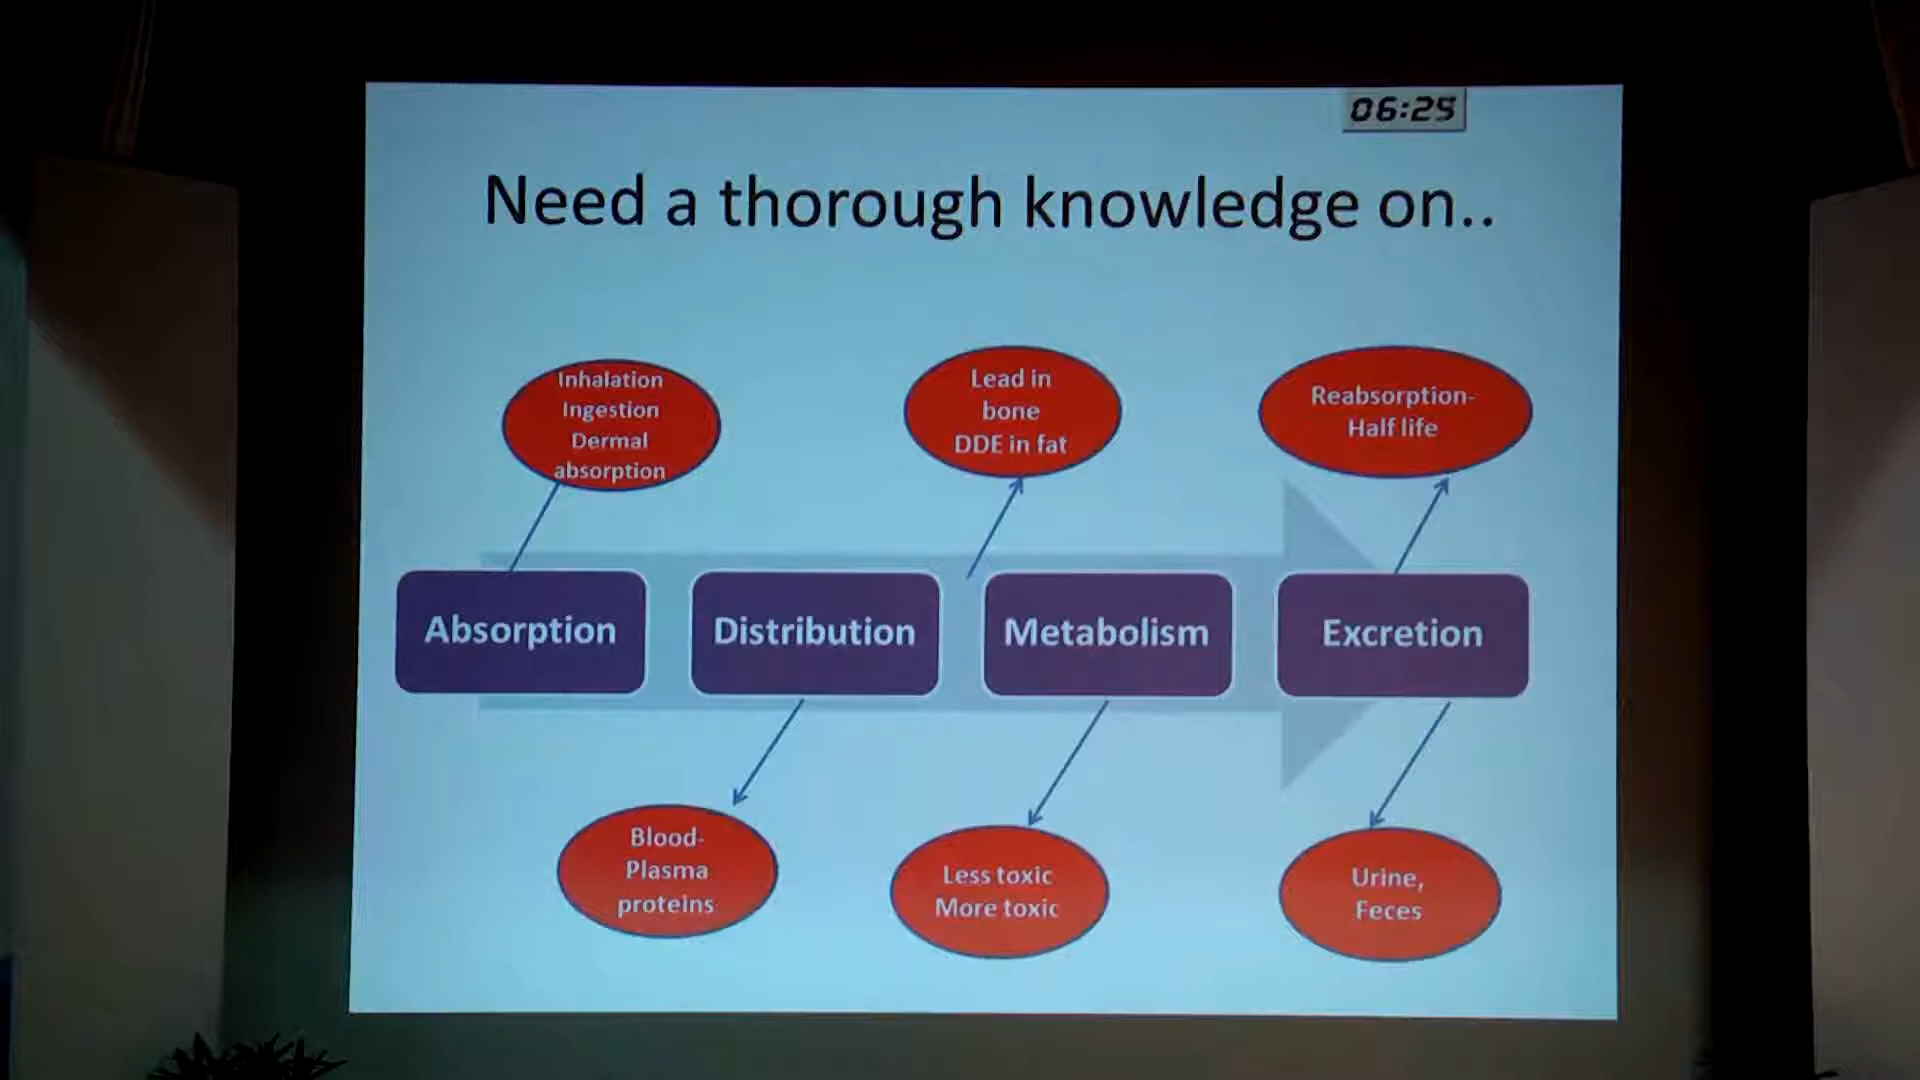 06:25
Need a thorough knowledge on..
Inhalation
Ingestion
Dermal
absorption
Lead in
bone
DDE in fat
Reabsorption-
Half life
Absorption
Distribution
Metabolism
Excretion
Blood-
Plasma
proteins
Less toxic
More toxic
Urine,
Feces